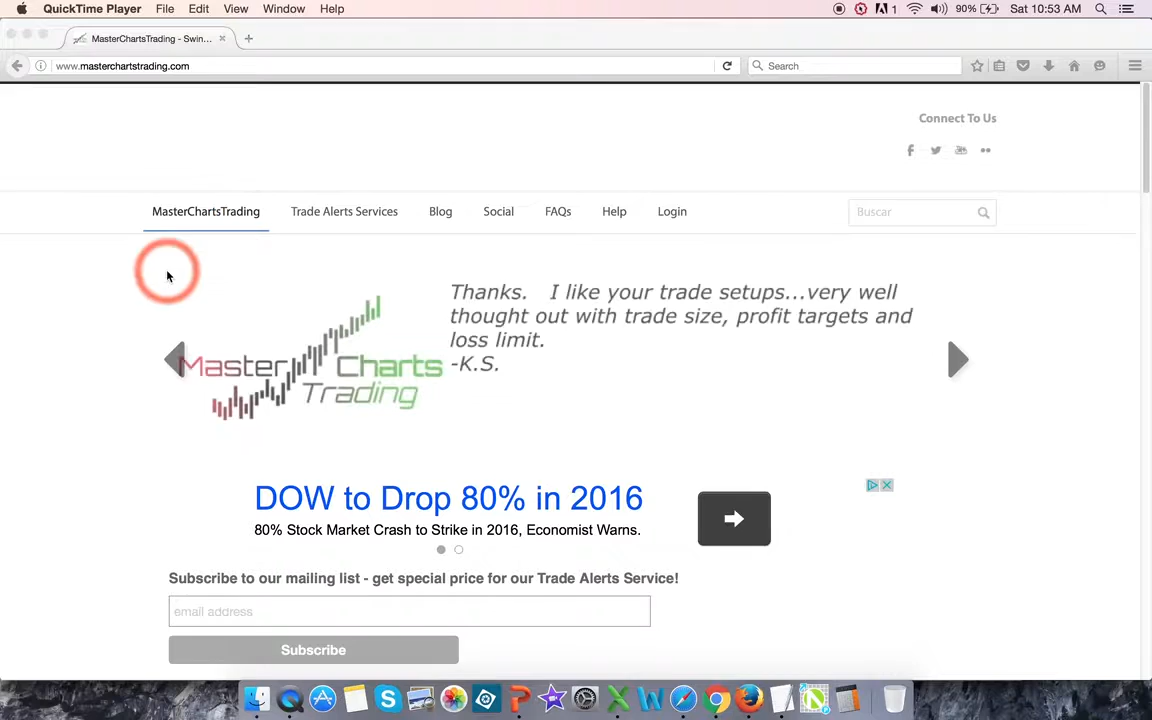 QuickTime Player File Edit View Window Help 1 90% Sat 10:53 AM
MasterChartsTrading - Swin...
www.masterchartstrading.com Search
Connect To Us
MasterChartsTrading Trade Alerts Services Blog Social FAQs Help Login Buscar
Thanks. I like your trade setups...very well
thought out with trade size, profit targets and
loss limit.
-K.S.
Master Charts
Trading
DOW to Drop 80% in 2016
80% Stock Market Crash to Strike in 2016, Economist Warns.
Subscribe to our mailing list - get special price for our Trade Alerts Service!
email address
Subscribe